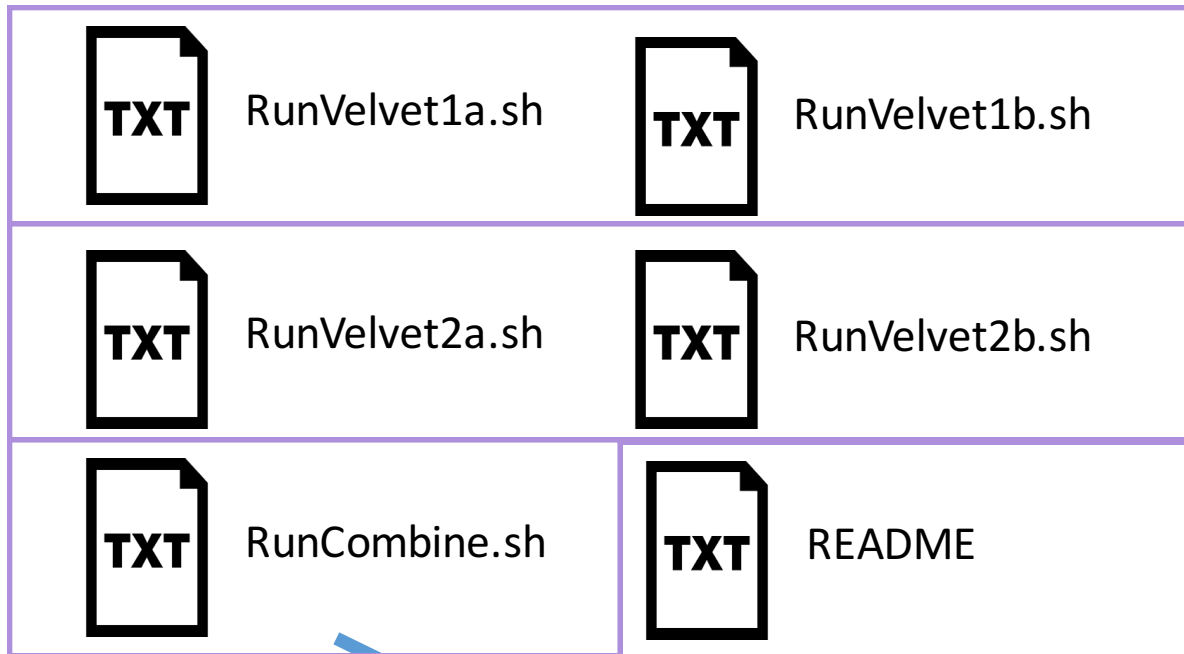 TXT RunVelvet1a.sh TXT RunVelvet1b.sh
TXT RunVelvet2a.sh TXT RunVelvet2b.sh
TXT RunCombine.sh TXT README